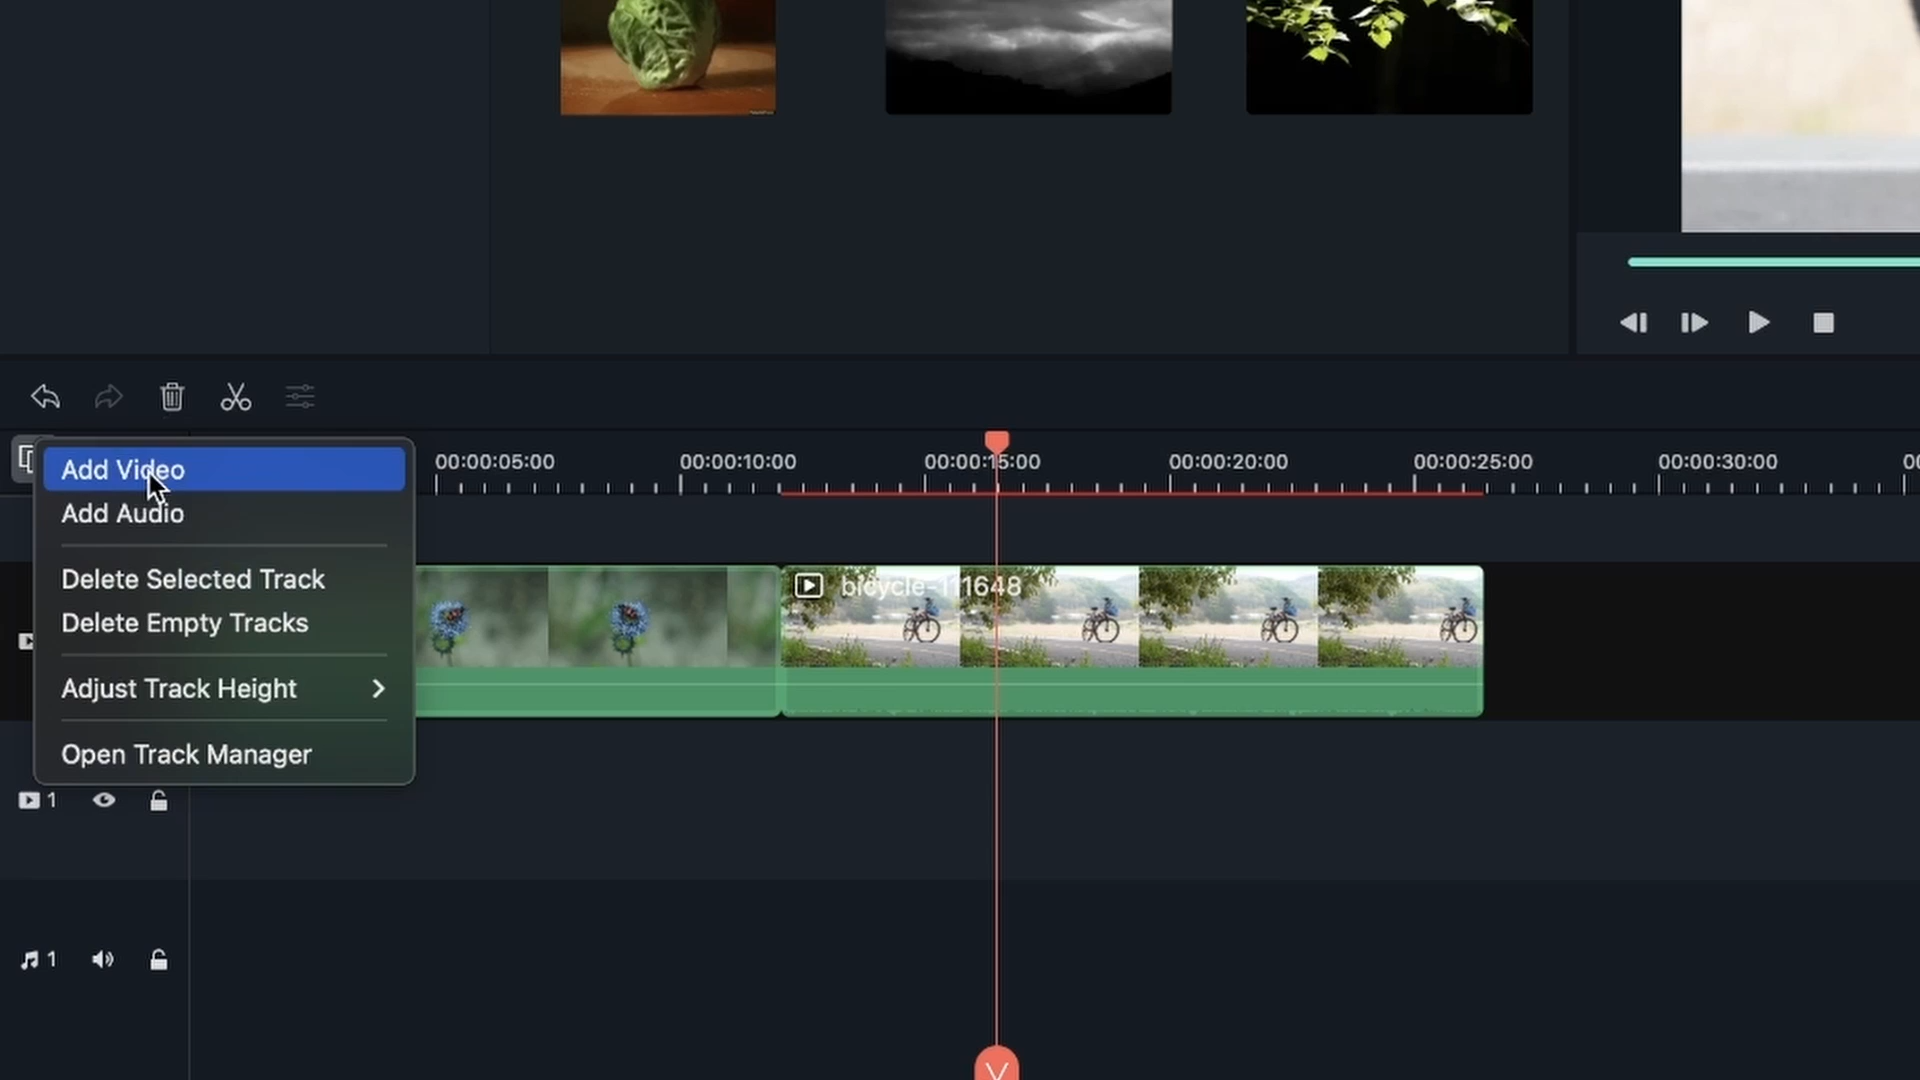 Add Video
Add Audio
Delete Selected Track
Delete Empty Tracks
Adjust Track Height
Open Track Manager
00:00:05:00
00:00:10:00
00:00:15:00
00:00:20:00
00:00:25:00
00:00:30:00
bicycle-111648
1
1